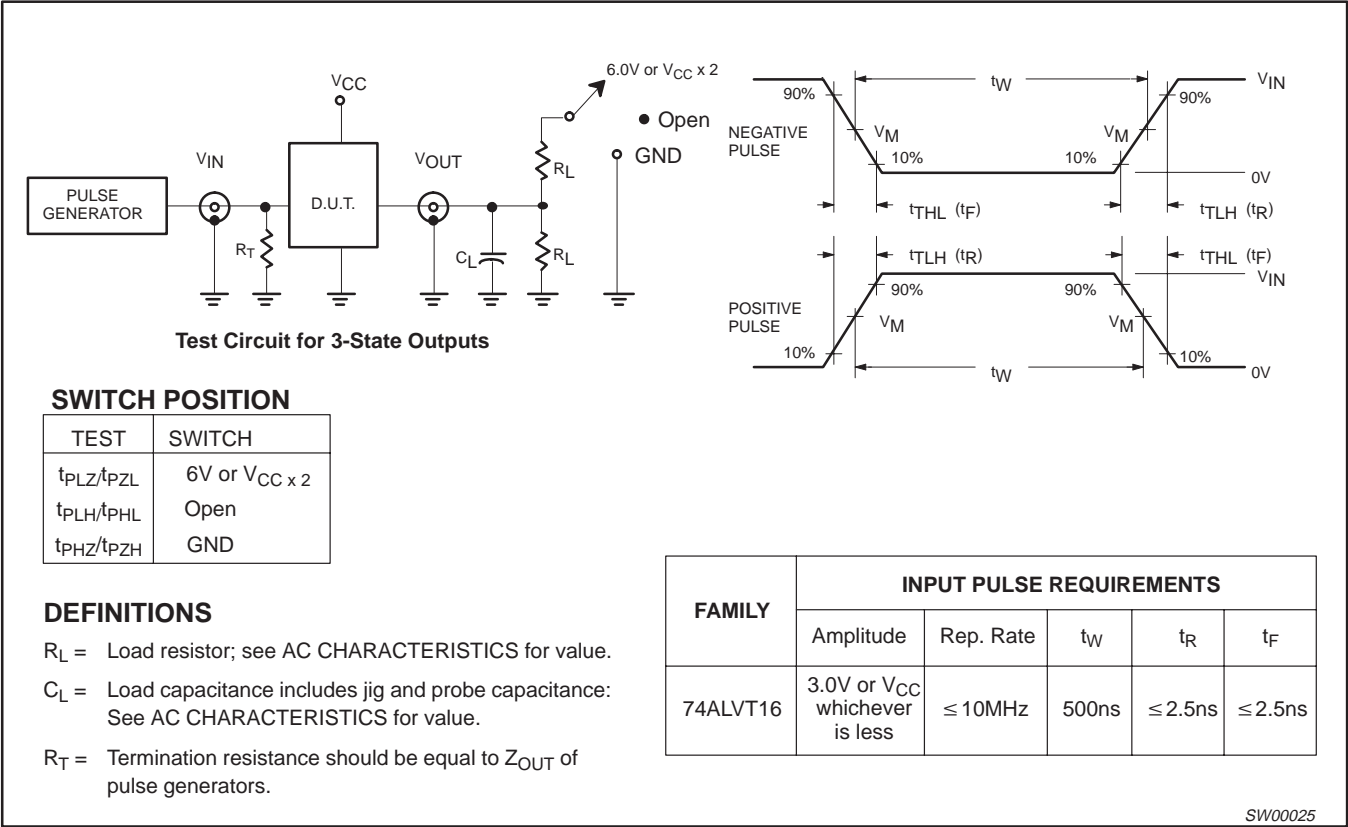 VCC
6.0V or VCC x 2
Open
GND
VIN
VOUT
RL
PULSE
GENERATOR
D.U.T.
RT
CL
RL
Test Circuit for 3-State Outputs
tW
VIN
90%
90%
NEGATIVE
PULSE
VM
VM
10%
10%
0V
tTHL (tF)
tTLH (tR)
tTLH (tR)
tTHL (tF)
VIN
90%
90%
POSITIVE
PULSE
VM
VM
10%
10%
tW
0V
SWITCH POSITION
TEST SWITCH
tPLZ/tPZL 6V or VCC x 2
tPLH/tPHL Open
tPHZ/tPZH GND
DEFINITIONS
RL = Load resistor; see AC CHARACTERISTICS for value.
CL = Load capacitance includes jig and probe capacitance:
See AC CHARACTERISTICS for value.
RT = Termination resistance should be equal to ZOUT of
pulse generators.
FAMILY
INPUT PULSE REQUIREMENTS
Amplitude Rep. Rate tW tR tF
74ALVT16
3.0V or VCC
whichever
is less
≤10MHz 500ns ≤2.5ns ≤2.5ns
SW00025